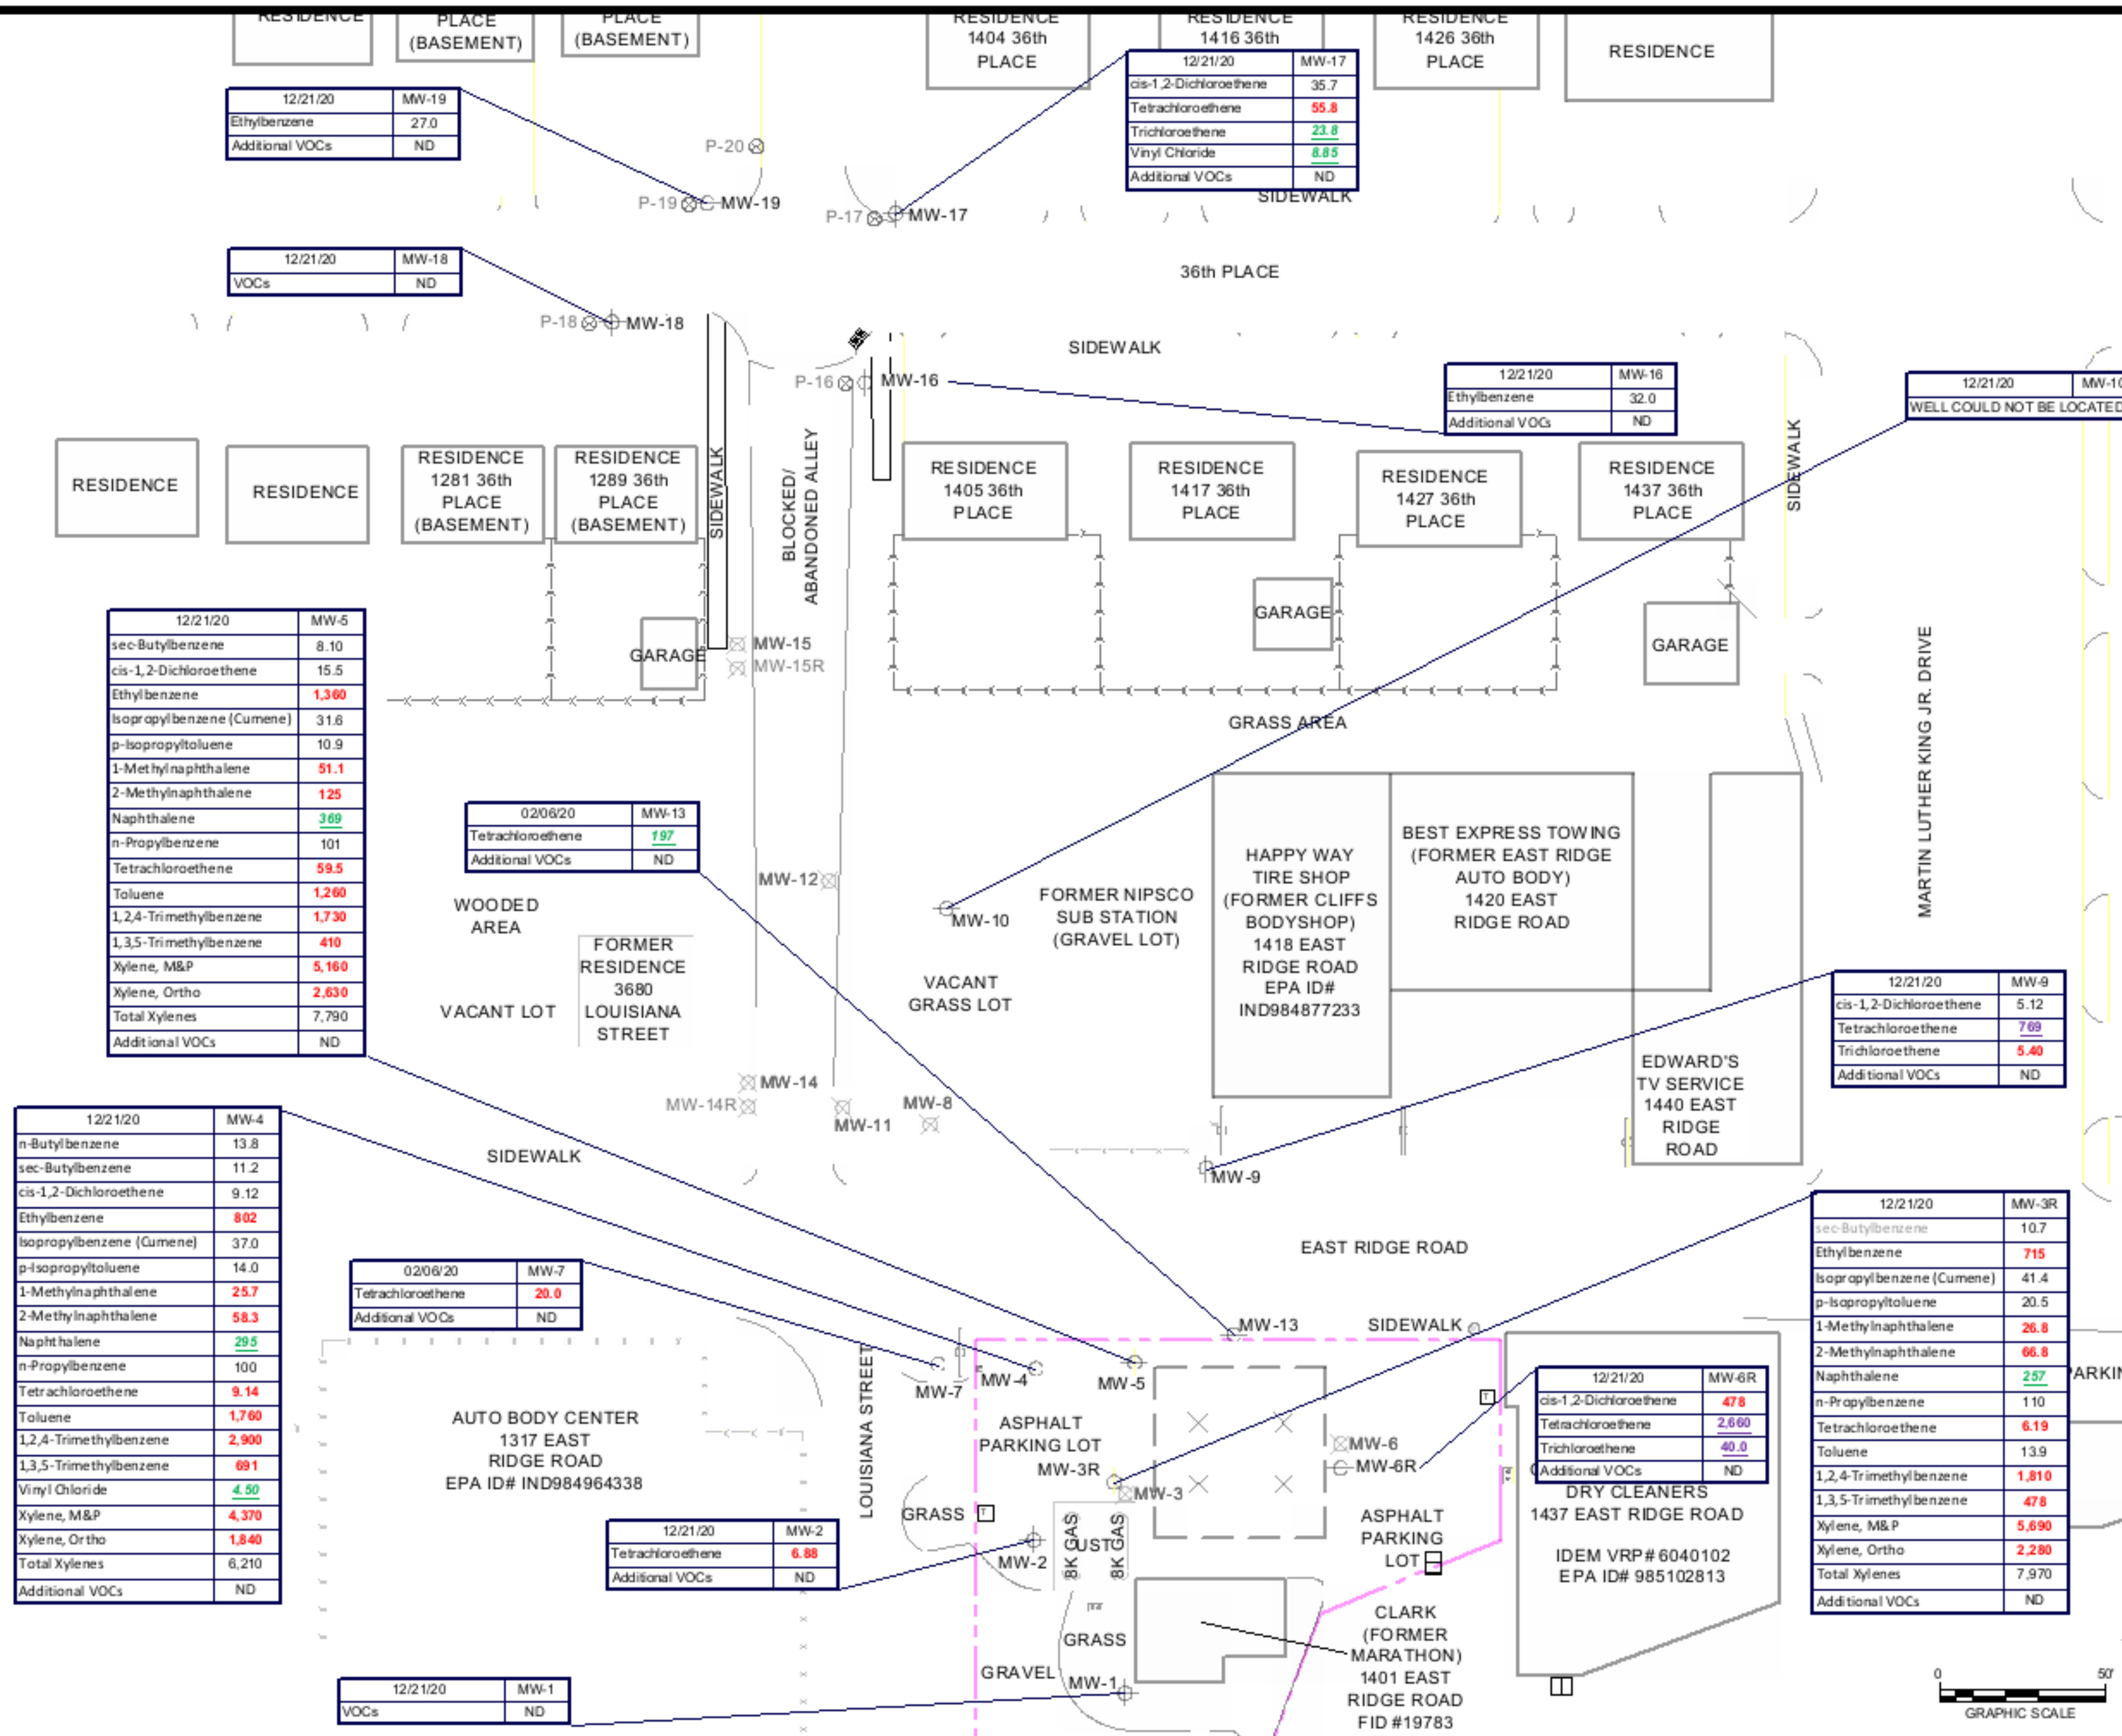 RESIDENCE
PLACE
(BASEMENT)
PLACE
(BASEMENT)
RESIDENCE
1404 36th
PLACE
RESIDENCE
1416 36th
RESIDENCE
1426 36th
PLACE
RESIDENCE
12/21/20 MW-19
Ethylbenzene 27.0
Additional VOCs ND
12/21/20 MW-17
cis-1,2-Dichloroethene 35.7
Tetrachloroethene 55.8
Trichloroethene 23.8
Vinyl Chloride 8.85
Additional VOCs ND
P-20
P-19 MW-19
P-17 MW-17
SIDEWALK
12/21/20 MW-18
VOCs ND
36th PLACE
P-18 MW-18
SIDEWALK
P-16 MW-16
12/21/20 MW-16
Ethylbenzene 32.0
Additional VOCs ND
12/21/20 MW-10
WELL COULD NOT BE LOCATED
RESIDENCE
RESIDENCE
RESIDENCE
1281 36th
PLACE
(BASEMENT)
RESIDENCE
1289 36th
PLACE
(BASEMENT)
SIDEWALK
BLOCKED/
ABANDONED ALLEY
RESIDENCE
1405 36th
PLACE
RESIDENCE
1417 36th
PLACE
RESIDENCE
1427 36th
PLACE
RESIDENCE
1437 36th
PLACE
SIDEWALK
GARAGE
GARAGE
GARAGE
MW-15
MW-15R
GRASS AREA
MARTIN LUTHER KING JR. DRIVE
12/21/20 MW-5
sec-Butylbenzene 8.10
cis-1,2-Dichloroethene 15.5
Ethylbenzene 1,360
Isopropylbenzene (Cumene) 31.6
p-Isopropyltoluene 10.9
1-Methylnaphthalene 51.1
2-Methylnaphthalene 125
Naphthalene 369
n-Propylbenzene 101
Tetrachloroethene 59.5
Toluene 1,260
1,2,4-Trimethylbenzene 1,730
1,3,5-Trimethylbenzene 410
Xylene, M&P 5,160
Xylene, Ortho 2,630
Total Xylenes 7,790
Additional VOCs ND
02/06/20 MW-13
Tetrachloroethene 197
Additional VOCs ND
MW-12
WOODED
AREA
VACANT LOT
FORMER
RESIDENCE
3680
LOUISIANA
STREET
MW-10
FORMER NIPSCO
SUB STATION
(GRAVEL LOT)
VACANT
GRASS LOT
HAPPY WAY
TIRE SHOP
(FORMER CLIFFS
BODYSHOP)
1418 EAST
RIDGE ROAD
EPA ID#
IND984877233
BEST EXPRESS TOWING
(FORMER EAST RIDGE
AUTO BODY)
1420 EAST
RIDGE ROAD
EDWARD'S
TV SERVICE
1440 EAST
RIDGE
ROAD
12/21/20 MW-9
cis-1,2-Dichloroethene 5.12
Tetrachloroethene 769
Trichloroethene 5.40
Additional VOCs ND
MW-14
MW-14R
MW-11
MW-8
MW-9
SIDEWALK
12/21/20 MW-4
n-Butylbenzene 13.8
sec-Butylbenzene 11.2
cis-1,2-Dichloroethene 9.12
Ethylbenzene 802
Isopropylbenzene (Cumene) 37.0
p-Isopropyltoluene 14.0
1-Methylnaphthalene 25.7
2-Methylnaphthalene 58.3
Naphthalene 295
n-Propylbenzene 100
Tetrachloroethene 9.14
Toluene 1,760
1,2,4-Trimethylbenzene 2,900
1,3,5-Trimethylbenzene 691
Vinyl Chloride 4.50
Xylene, M&P 4,370
Xylene, Ortho 1,840
Total Xylenes 6,210
Additional VOCs ND
02/06/20 MW-7
Tetrachloroethene 20.0
Additional VOCs ND
EAST RIDGE ROAD
12/21/20 MW-3R
sec-Butylbenzene 10.7
Ethylbenzene 715
Isopropylbenzene (Cumene) 41.4
p-Isopropyltoluene 20.5
1-Methylnaphthalene 26.8
2-Methylnaphthalene 66.8
Naphthalene 257
n-Propylbenzene 110
Tetrachloroethene 6.19
Toluene 13.9
1,2,4-Trimethylbenzene 1,810
1,3,5-Trimethylbenzene 478
Xylene, M&P 5,690
Xylene, Ortho 2,280
Total Xylenes 7,970
Additional VOCs ND
MW-13
SIDEWALK
MW-7
MW-4
MW-5
LOUISIANA STREET
AUTO BODY CENTER
1317 EAST
RIDGE ROAD
EPA ID# IND984964338
ASPHALT
PARKING LOT
MW-3R
MW-3
MW-6
MW-6R
12/21/20 MW-6R
cis-1,2-Dichloroethene 478
Tetrachloroethene 2,660
Trichloroethene 40.0
Additional VOCs ND
DRY CLEANERS
1437 EAST RIDGE ROAD
IDEM VRP# 6040102
EPA ID# 985102813
GRASS
T
T
8K GAS
UST
8K GAS
MW-2
12/21/20 MW-2
Tetrachloroethene 6.88
Additional VOCs ND
ASPHALT
PARKING
LOT
GRASS
GRAVEL
MW-1
CLARK
(FORMER
MARATHON)
1401 EAST
RIDGE ROAD
FID #19783
12/21/20 MW-1
VOCs ND
0 50'
GRAPHIC SCALE